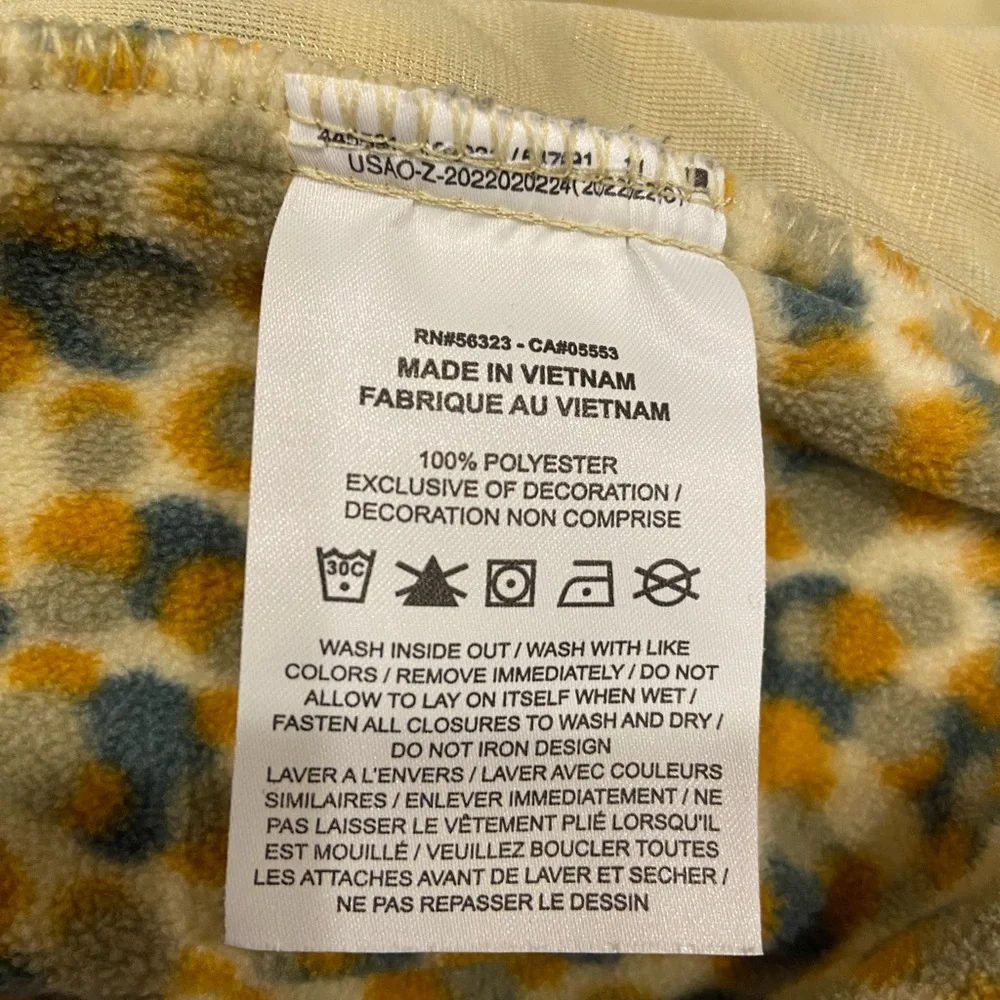 USAO-Z-2022020224(2022/22,01
RN#56323 - CA#05553
MADE IN VIETNAM
FABRIQUE AU VIETNAM
100% POLYESTER
EXCLUSIVE OF DECORATION /
DECORATION NON COMPRISE
30C
WASH INSIDE OUT / WASH WITH LIKE
COLORS / REMOVE IMMEDIATELY / DO NOT
ALLOW TO LAY ON ITSELF WHEN WET /
FASTEN ALL CLOSURES TO WASH AND DRY /
DO NOT IRON DESIGN
LAVER A L'ENVERS / LAVER AVEC COULEURS
SIMILAIRES / ENLEVER IMMEDIATEMENT / NE
PAS LAISSER LE VÊTEMENT PLIÉ LORSQU'IL
EST MOUILLÉ / VEUILLEZ BOUCLER TOUTES
LES ATTACHES AVANT DE LAVER ET SECHER /
NE PAS REPASSER LE DESSIN